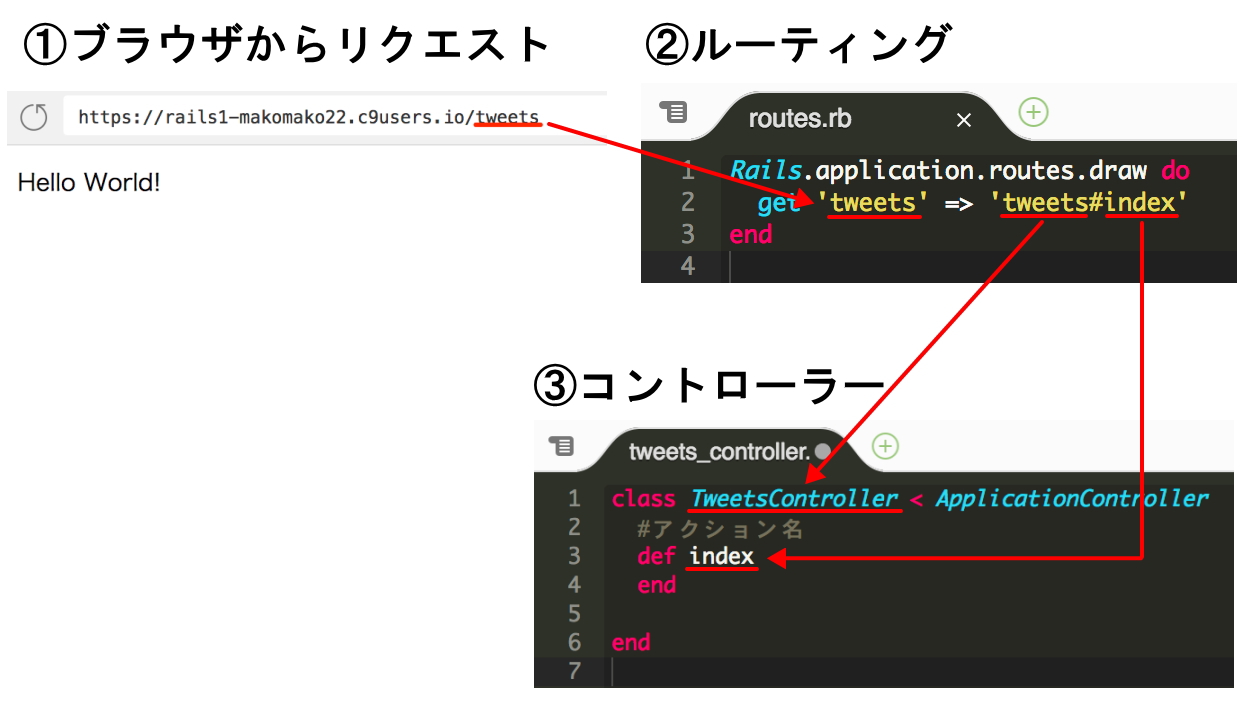 ①ブラウザからリクエスト
https://rails1-makomako22.c9users.io/tweets
Hello World!
②ルーティング
routes.rb ×
1 Rails.application.routes.draw do
2 get 'tweets' => 'tweets#index'
3 end
4
③コントローラー
tweets_controller.
1 class TweetsController < ApplicationController
2 #アクション名
3 def index
4 end
5
6 end
7